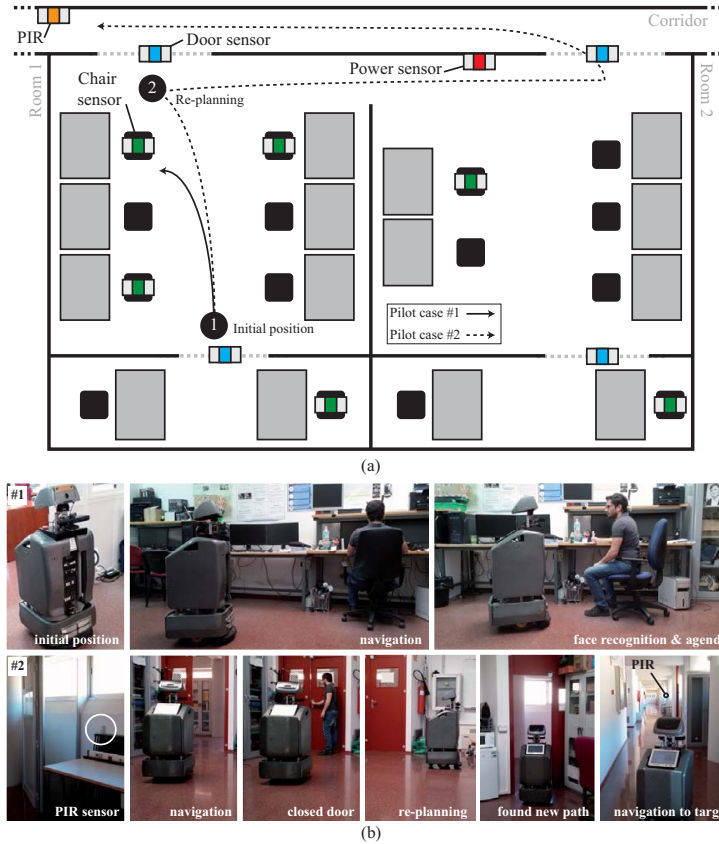 PIR
Door sensor
Corridor
Power sensor
Room 1
Room 2
Chair
sensor
2
Re-planning
1
Initial position
Pilot case #1
Pilot case #2
(a)
#1
initial position
navigation
face recognition & agend
#2
PIR sensor
navigation
closed door
re-planning
found new path
PIR
navigation to targ
(b)